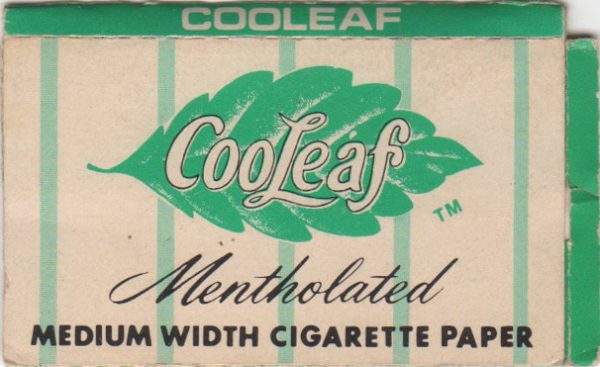 COOLEAF
CooLeaf
TM
Mentholated
MEDIUM WIDTH CIGARETTE PAPER